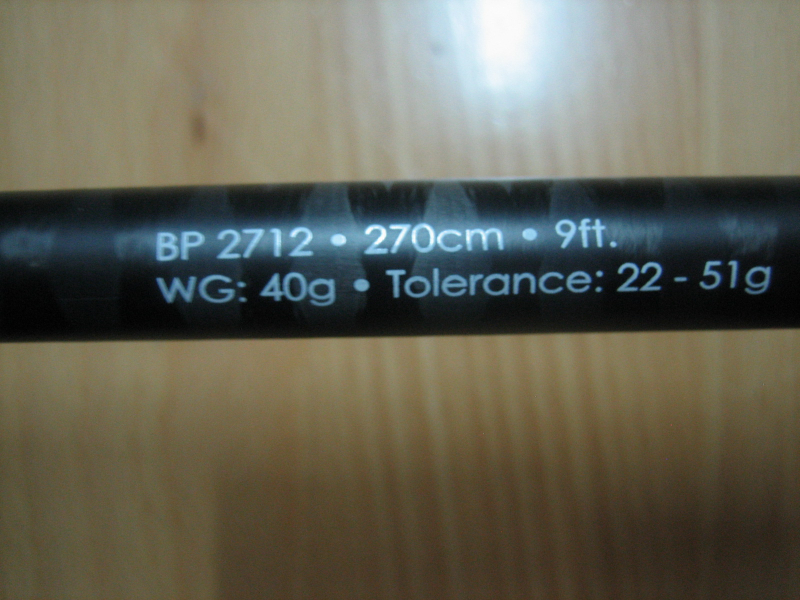 BP 2712 • 270cm • 9ft.
WG: 40g • Tolerance: 22 - 51g